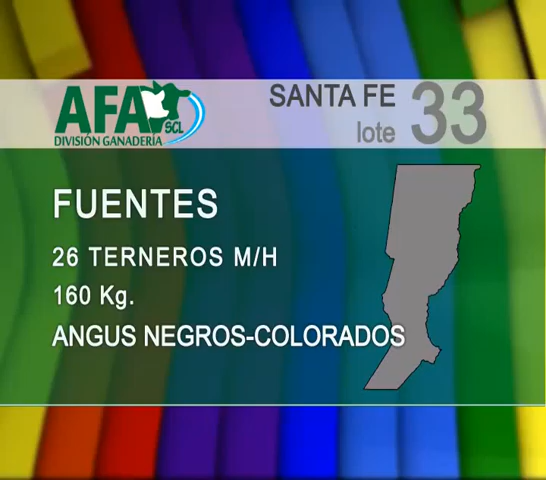 AFA SCL
DIVISIÓN GANADERÍA
SANTA FE
lote 33
FUENTES
26 TERNEROS M/H
160 Kg.
ANGUS NEGROS-COLORADOS